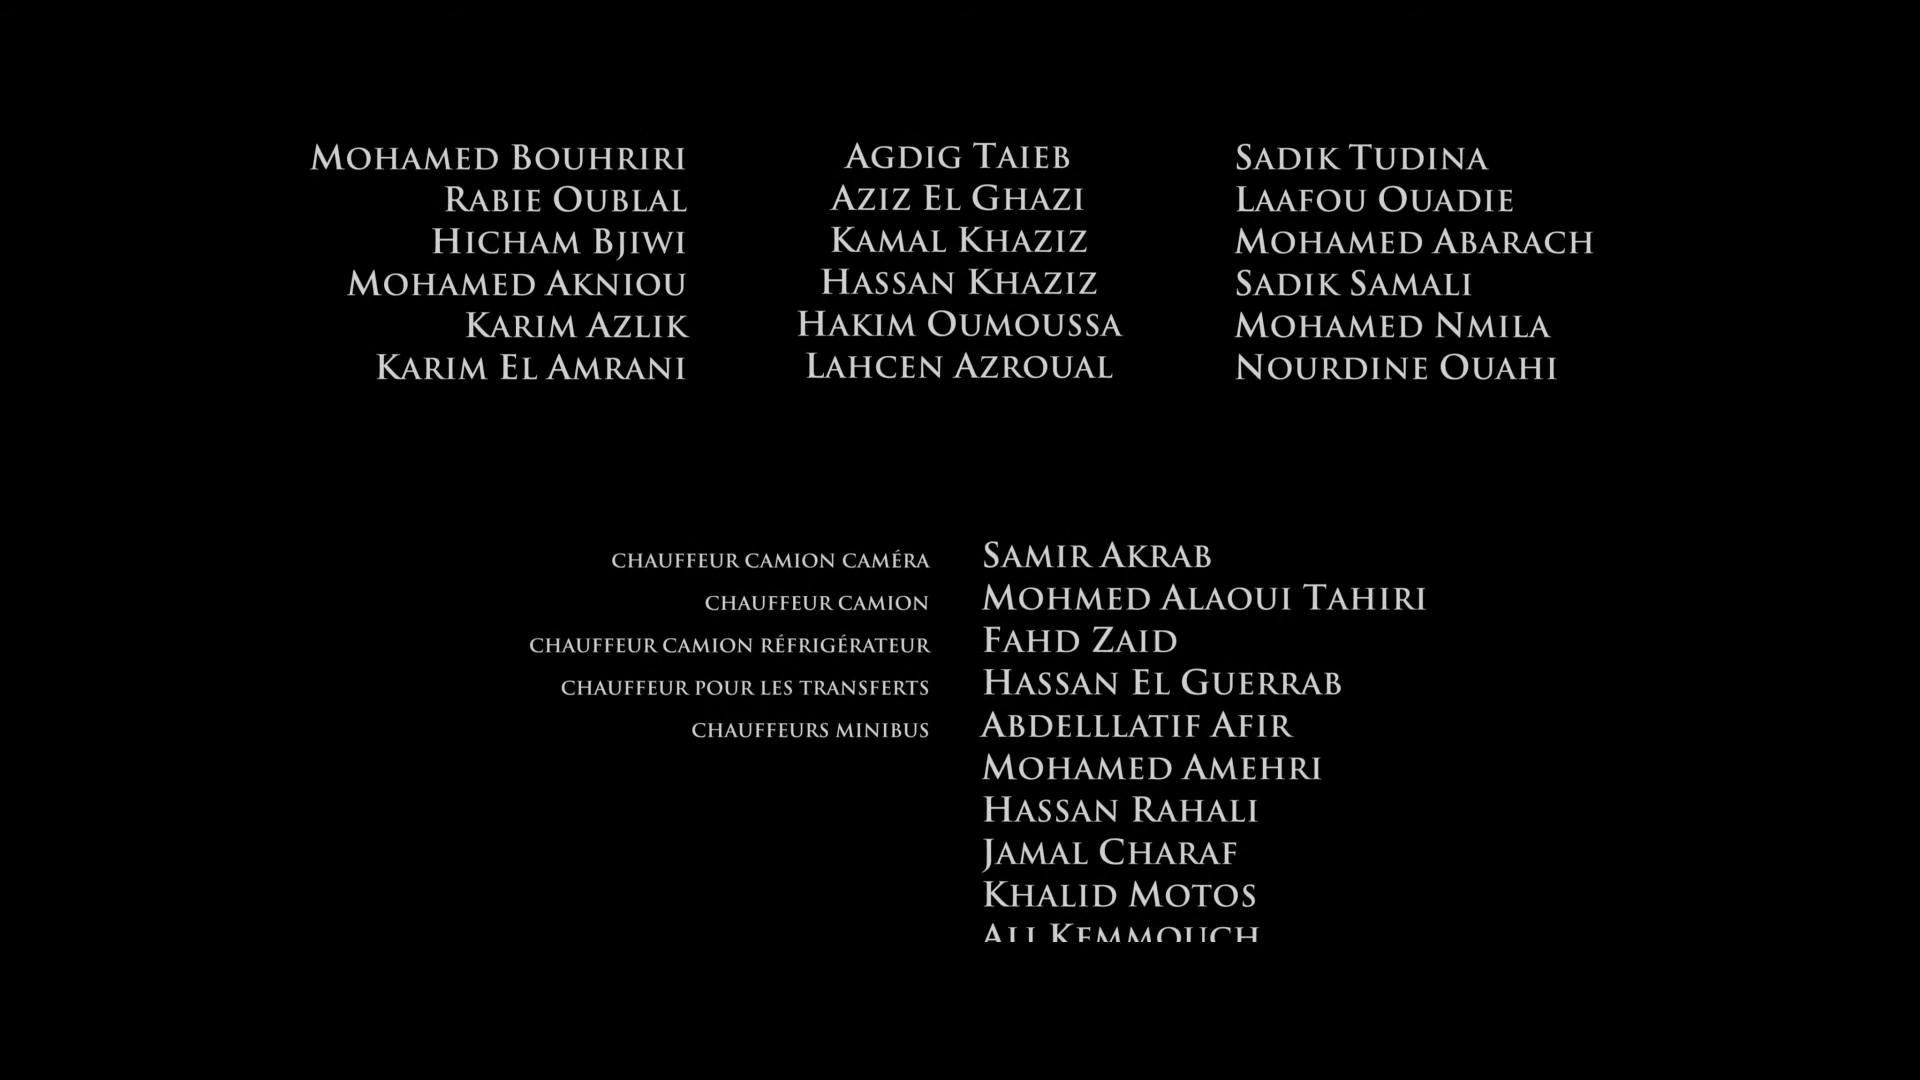 Mohamed Bouhriri Agdig Taieb Sadik Tudina
Rabie Oublal Aziz El Ghazi Laafou Ouadie
Hicham Bjiwi Kamal Khaziz Mohamed Abarach
Mohamed Akniou Hassan Khaziz Sadik Samali
Karim Azlik Hakim Oumoussa Mohamed Nmila
Karim El Amrani Lahcen Azroual Nourdine Ouahi
chauffeur camion caméra Samir Akrab
chauffeur camion Mohmed Alaoui Tahiri
chauffeur camion réfrigérateur Fahd Zaid
chauffeur pour les transferts Hassan El Guerrab
chauffeurs minibus Abdelllatif Afir
Mohamed Amehri
Hassan Rahali
Jamal Charaf
Khalid Motos
Ali Kemmouch